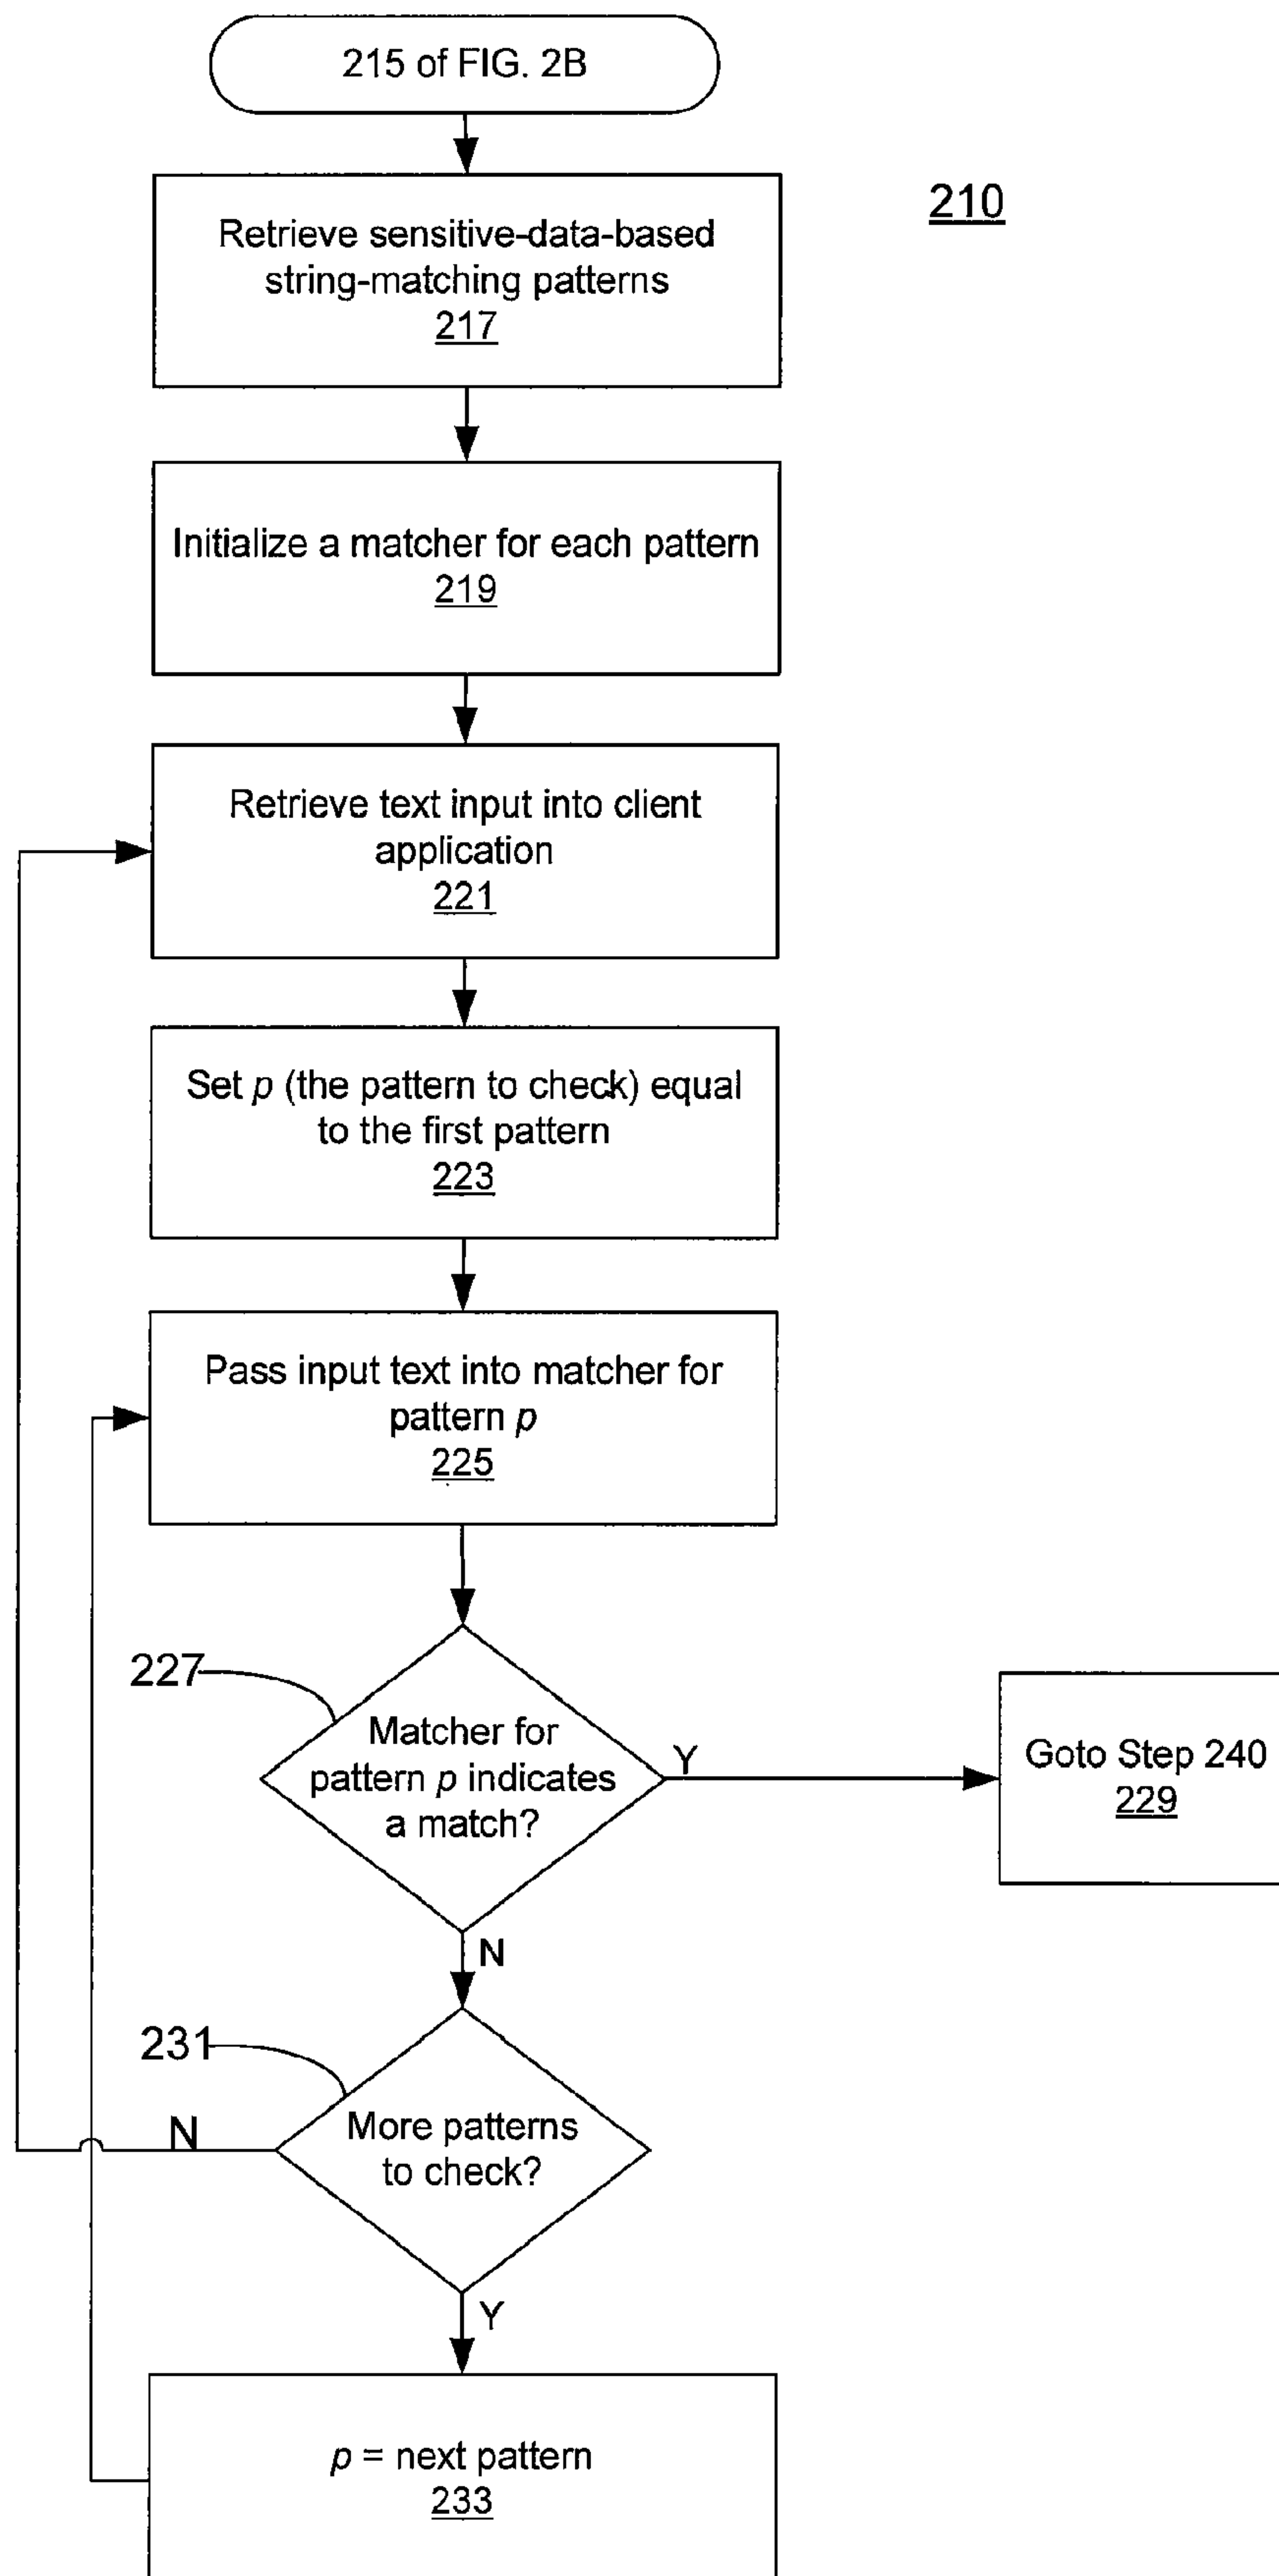 215 of FIG. 2B
210
Retrieve sensitive-data-based
string-matching patterns
217
Initialize a matcher for each pattern
219
Retrieve text input into client
application
221
Set p (the pattern to check) equal
to the first pattern
223
Pass input text into matcher for
pattern p
225
227
Matcher for
pattern p indicates
a match?
Y
Goto Step 240
229
N
231
More patterns
to check?
N
Y
p = next pattern
233